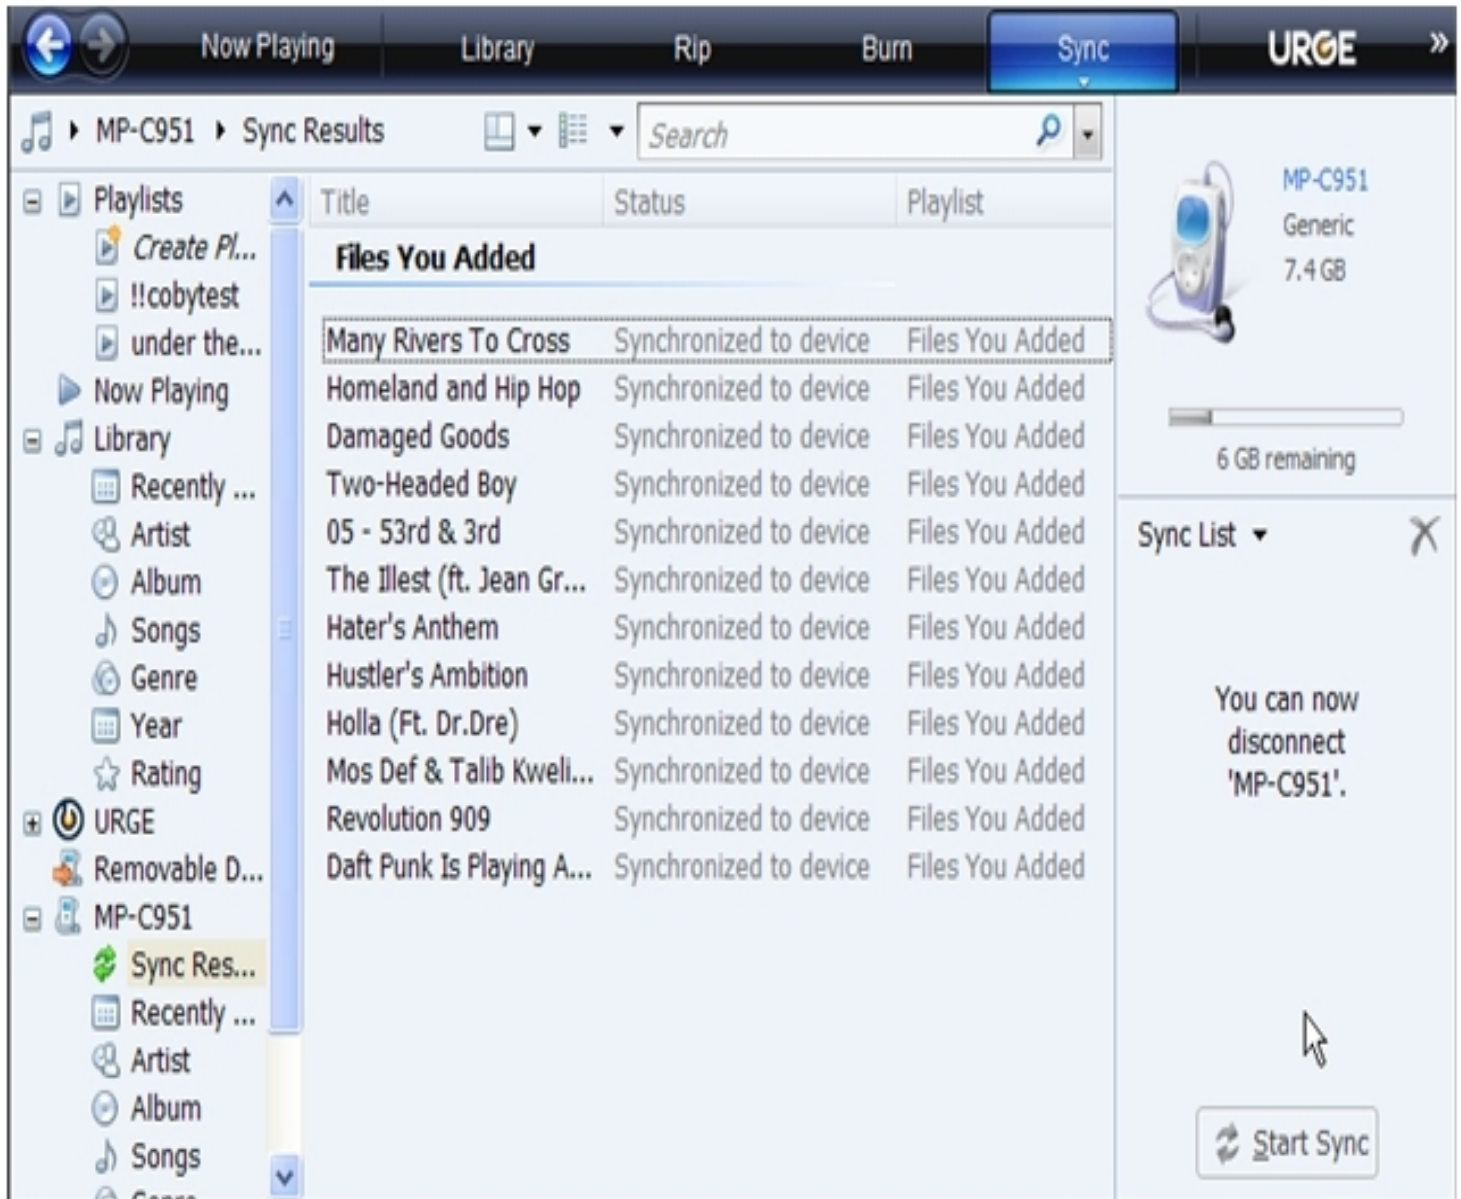 Now Playing Library Rip Burn Sync URGE »
MP-C951 Sync Results Search
Playlists
Create Pl...
!!cobytest
under the...
Now Playing
Library
Recently ...
Artist
Album
Songs
Genre
Year
Rating
URGE
Removable D...
MP-C951
Sync Res...
Recently ...
Artist
Album
Songs
Title Status Playlist
Files You Added
Many Rivers To Cross Synchronized to device Files You Added
Homeland and Hip Hop Synchronized to device Files You Added
Damaged Goods Synchronized to device Files You Added
Two-Headed Boy Synchronized to device Files You Added
05 - 53rd & 3rd Synchronized to device Files You Added
The Illest (ft. Jean Gr... Synchronized to device Files You Added
Hater's Anthem Synchronized to device Files You Added
Hustler's Ambition Synchronized to device Files You Added
Holla (Ft. Dr.Dre) Synchronized to device Files You Added
Mos Def & Talib Kweli... Synchronized to device Files You Added
Revolution 909 Synchronized to device Files You Added
Daft Punk Is Playing A... Synchronized to device Files You Added
MP-C951
Generic
7.4 GB
6 GB remaining
Sync List
You can now
disconnect
'MP-C951'.
Start Sync